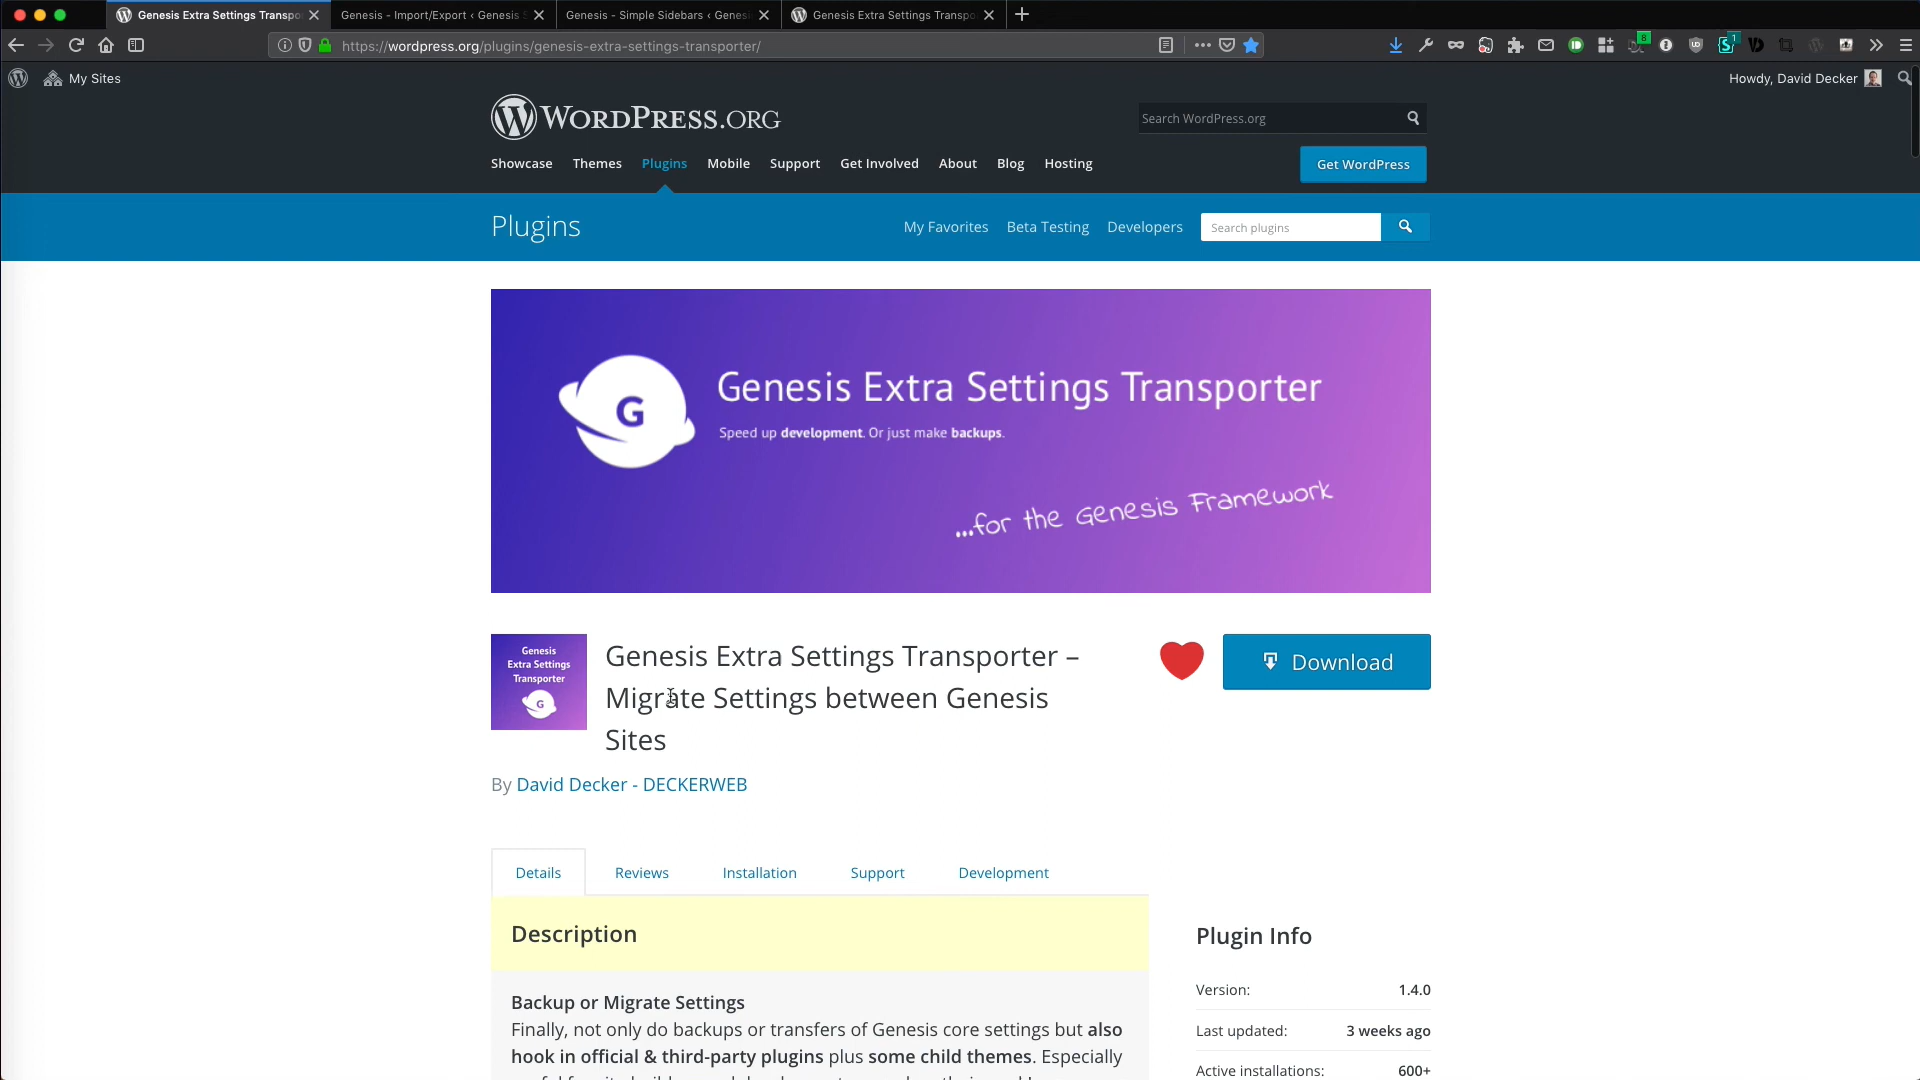 Genesis Extra Settings Transpo
Genesis - Import/Export ‹ Genesis S
Genesis - Simple Sidebars ‹ Genesi
Genesis Extra Settings Transpo
https://wordpress.org/plugins/genesis-extra-settings-transporter/
8
1
My Sites
Howdy, David Decker
WORDPRESS.ORG
Search WordPress.org
Showcase Themes Plugins Mobile Support Get Involved About Blog Hosting
Get WordPress
Plugins
My Favorites Beta Testing Developers
Search plugins
G
Genesis Extra Settings Transporter
Speed up development. Or just make backups.
...for the Genesis Framework
Genesis
Extra Settings
Transporter
G
Genesis Extra Settings Transporter –
Migrate Settings between Genesis
Sites
Download
By David Decker - DECKERWEB
Details Reviews Installation Support Development
Description
Backup or Migrate Settings
Finally, not only do backups or transfers of Genesis core settings but also
hook in official & third-party plugins plus some child themes. Especially
Plugin Info
Version: 1.4.0
Last updated: 3 weeks ago
Active installations: 600+